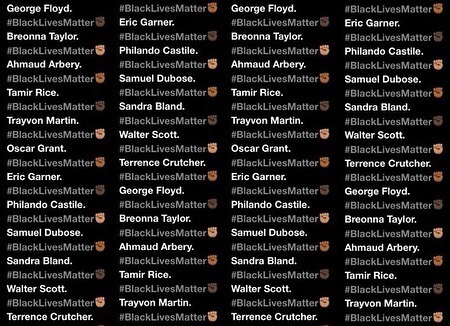 George Floyd.
#BlackLivesMatter✊
Breonna Taylor.
#BlackLivesMatter✊
Ahmaud Arbery.
#BlackLivesMatter✊
Tamir Rice.
#BlackLivesMatter✊
Trayvon Martin.
#BlackLivesMatter✊
Oscar Grant.
#BlackLivesMatter✊
Eric Garner.
#BlackLivesMatter✊
Philando Castile.
#BlackLivesMatter✊
Samuel Dubose.
#BlackLivesMatter✊
Sandra Bland.
#BlackLivesMatter✊
Walter Scott.
#BlackLivesMatter✊
Terrence Crutcher.
#BlackLivesMatter✊
Eric Garner.
#BlackLivesMatter✊
Philando Castile.
#BlackLivesMatter✊
Samuel Dubose.
#BlackLivesMatter✊
Sandra Bland.
#BlackLivesMatter✊
Walter Scott.
#BlackLivesMatter✊
Terrence Crutcher.
#BlackLivesMatter✊
George Floyd.
#BlackLivesMatter✊
Breonna Taylor.
#BlackLivesMatter✊
Ahmaud Arbery.
#BlackLivesMatter✊
Tamir Rice.
#BlackLivesMatter✊
Trayvon Martin.
#BlackLivesMatter✊
George Floyd.
#BlackLivesMatter✊
Breonna Taylor.
#BlackLivesMatter✊
Ahmaud Arbery.
#BlackLivesMatter✊
Tamir Rice.
#BlackLivesMatter✊
Trayvon Martin.
#BlackLivesMatter✊
Oscar Grant.
#BlackLivesMatter✊
Eric Garner.
#BlackLivesMatter✊
Philando Castile.
#BlackLivesMatter✊
Samuel Dubose.
#BlackLivesMatter✊
Sandra Bland.
#BlackLivesMatter✊
Walter Scott.
#BlackLivesMatter✊
Terrence Crutcher.
#BlackLivesMatter✊
Eric Garner.
#BlackLivesMatter✊
Philando Castile.
#BlackLivesMatter✊
Samuel Dubose.
#BlackLivesMatter✊
Sandra Bland.
#BlackLivesMatter✊
Walter Scott.
#BlackLivesMatter✊
Terrence Crutcher.
#BlackLivesMatter✊
George Floyd.
#BlackLivesMatter✊
Breonna Taylor.
#BlackLivesMatter✊
Ahmaud Arbery.
#BlackLivesMatter✊
Tamir Rice.
#BlackLivesMatter✊
Trayvon Martin.
#BlackLivesMatter✊